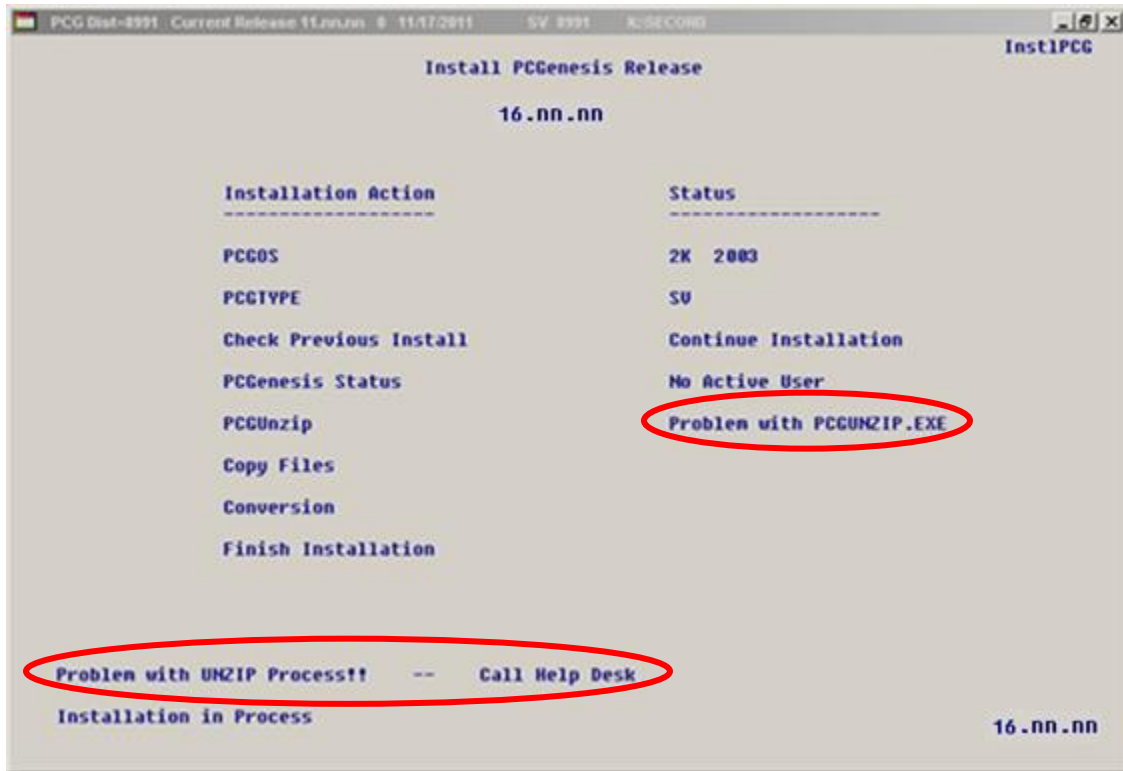 PCG Dist=8991 Current Release 11.nn.nn 0 11/17/2011 SV 8991 K:SECOND
InstlPCG
Install PCGenesis Release
16.nn.nn
Installation Action Status
------------------- -------------------
PCGOS 2K 2003
PCGTYPE SV
Check Previous Install Continue Installation
PCGenesis Status No Active User
PCGUnzip Problem with PCGUNZIP.EXE
Copy Files
Conversion
Finish Installation
Problem with UNZIP Process!! -- Call Help Desk
Installation in Process
16.nn.nn